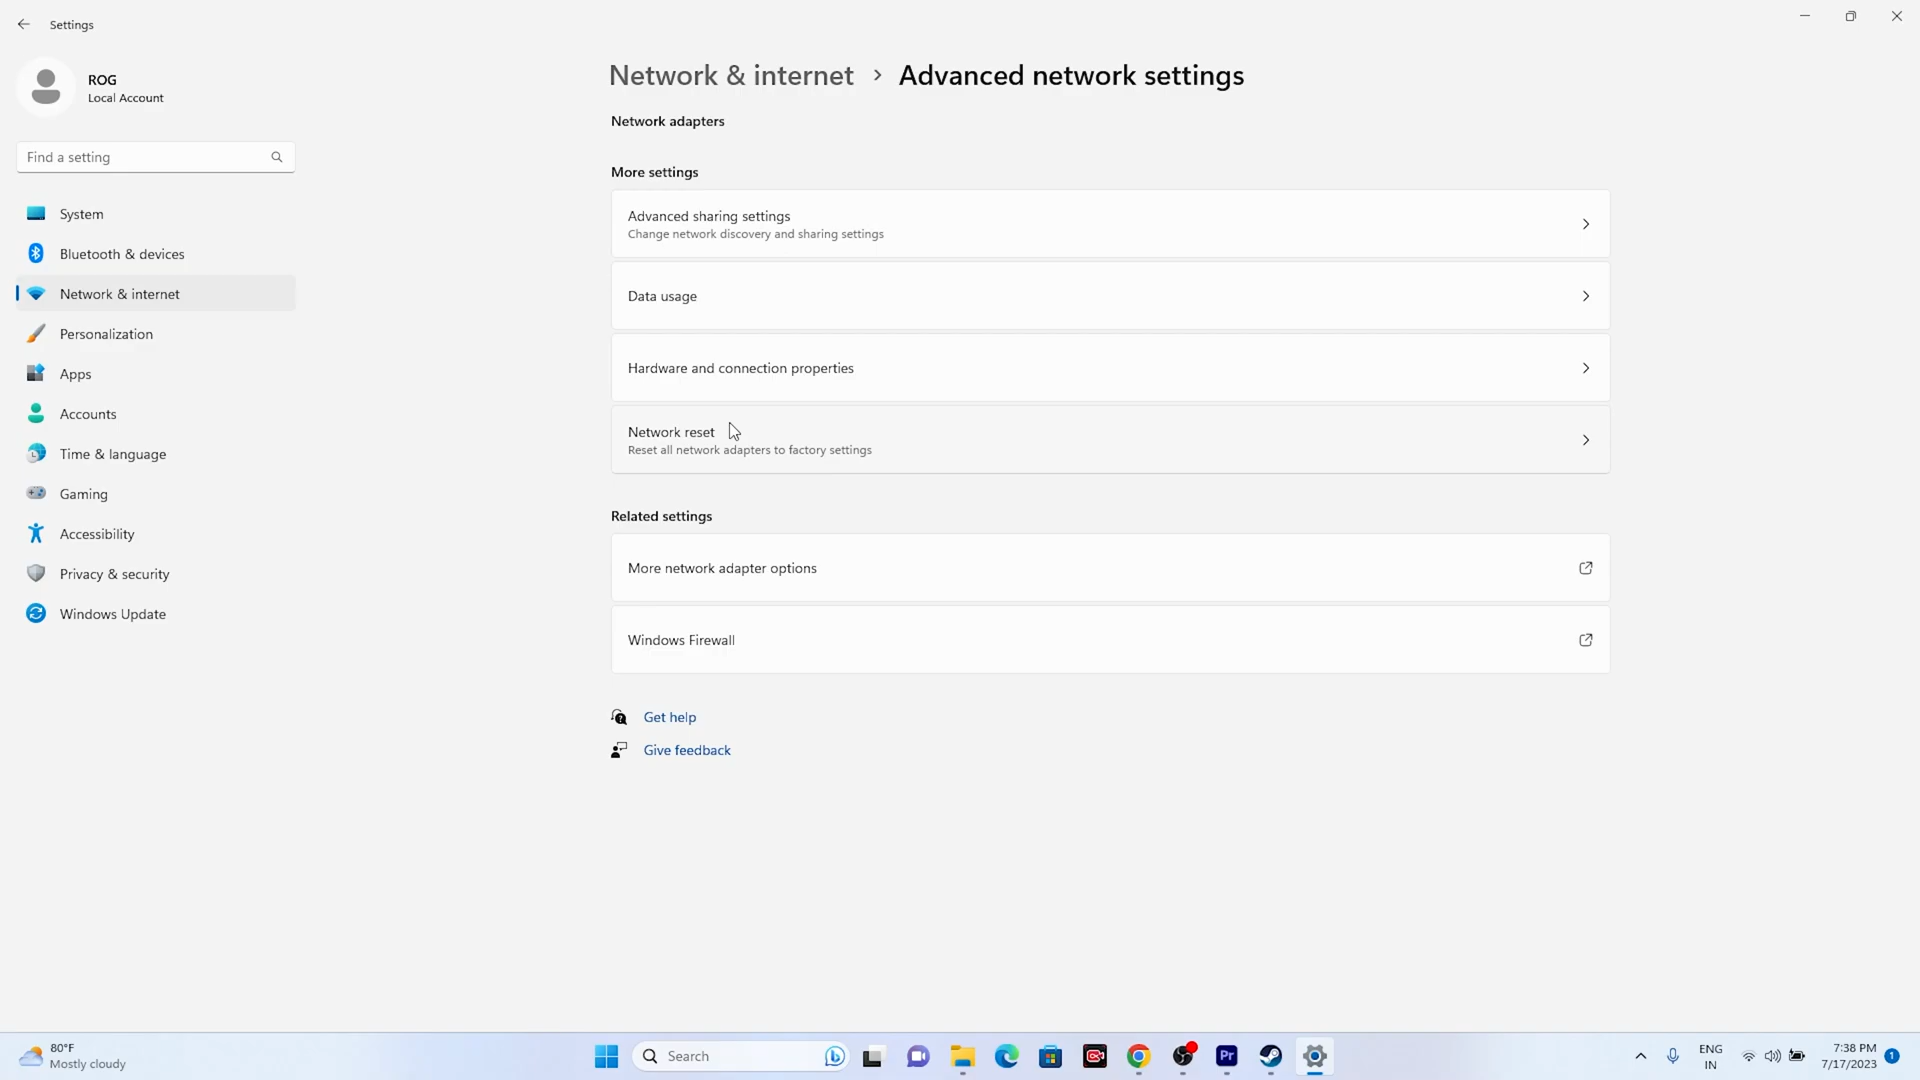 Settings
ROG
Local Account
Find a setting
System
Bluetooth & devices
Network & internet
Personalization
Apps
Accounts
Time & language
Gaming
Accessibility
Privacy & security
Windows Update
Network & internet > Advanced network settings
Network adapters
More settings
Advanced sharing settings
Change network discovery and sharing settings
Data usage
Hardware and connection properties
Network reset
Reset all network adapters to factory settings
Related settings
More network adapter options
Windows Firewall
Get help
Give feedback
80°F
Mostly cloudy
Search
Pr
ENG
IN
7:38 PM
7/17/2023
1